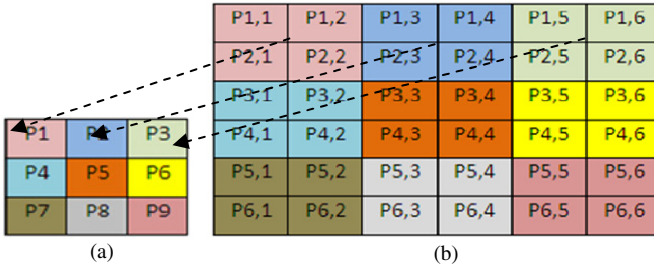 P1,1 P1,2 P1,3 P1,4 P1,5 P1,6
P2,1 P2,2 P2,3 P2,4 P2,5 P2,6
P3,1 P3,2 P3,3 P3,4 P3,5 P3,6
P4,1 P4,2 P4,3 P4,4 P4,5 P4,6
P5,1 P5,2 P5,3 P5,4 P5,5 P5,6
P6,1 P6,2 P6,3 P6,4 P6,5 P6,6
P1 P2 P3
P4 P5 P6
P7 P8 P9
(a) (b)